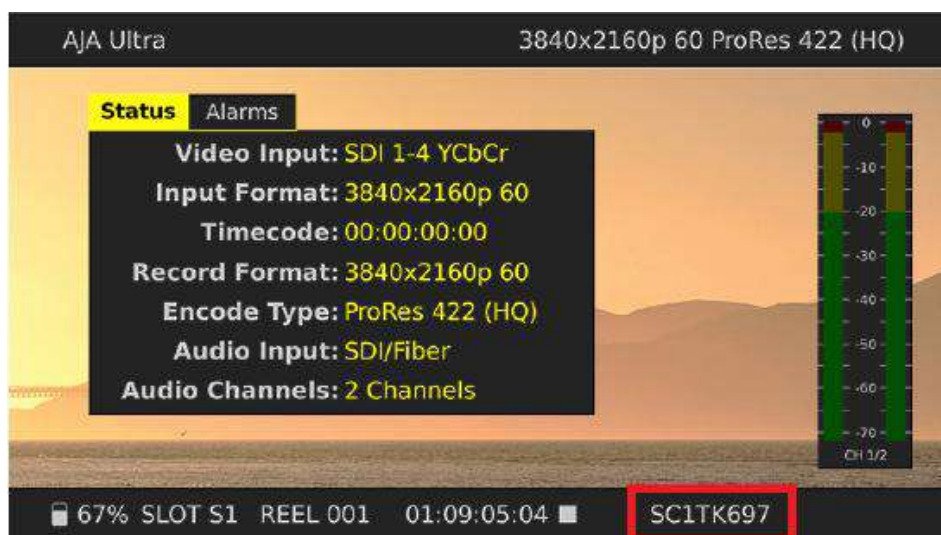 AJA Ultra 3840x2160p 60 ProRes 422 (HQ)
Status Alarms
Video Input: SDI 1-4 YCbCr
Input Format: 3840x2160p 60
Timecode: 00:00:00:00
Record Format: 3840x2160p 60
Encode Type: ProRes 422 (HQ)
Audio Input: SDI/Fiber
Audio Channels: 2 Channels
0
-10
-20
-30
-40
-50
-60
-70
CH 1/2
67% SLOT S1 REEL 001 01:09:05:04 SC1TK697